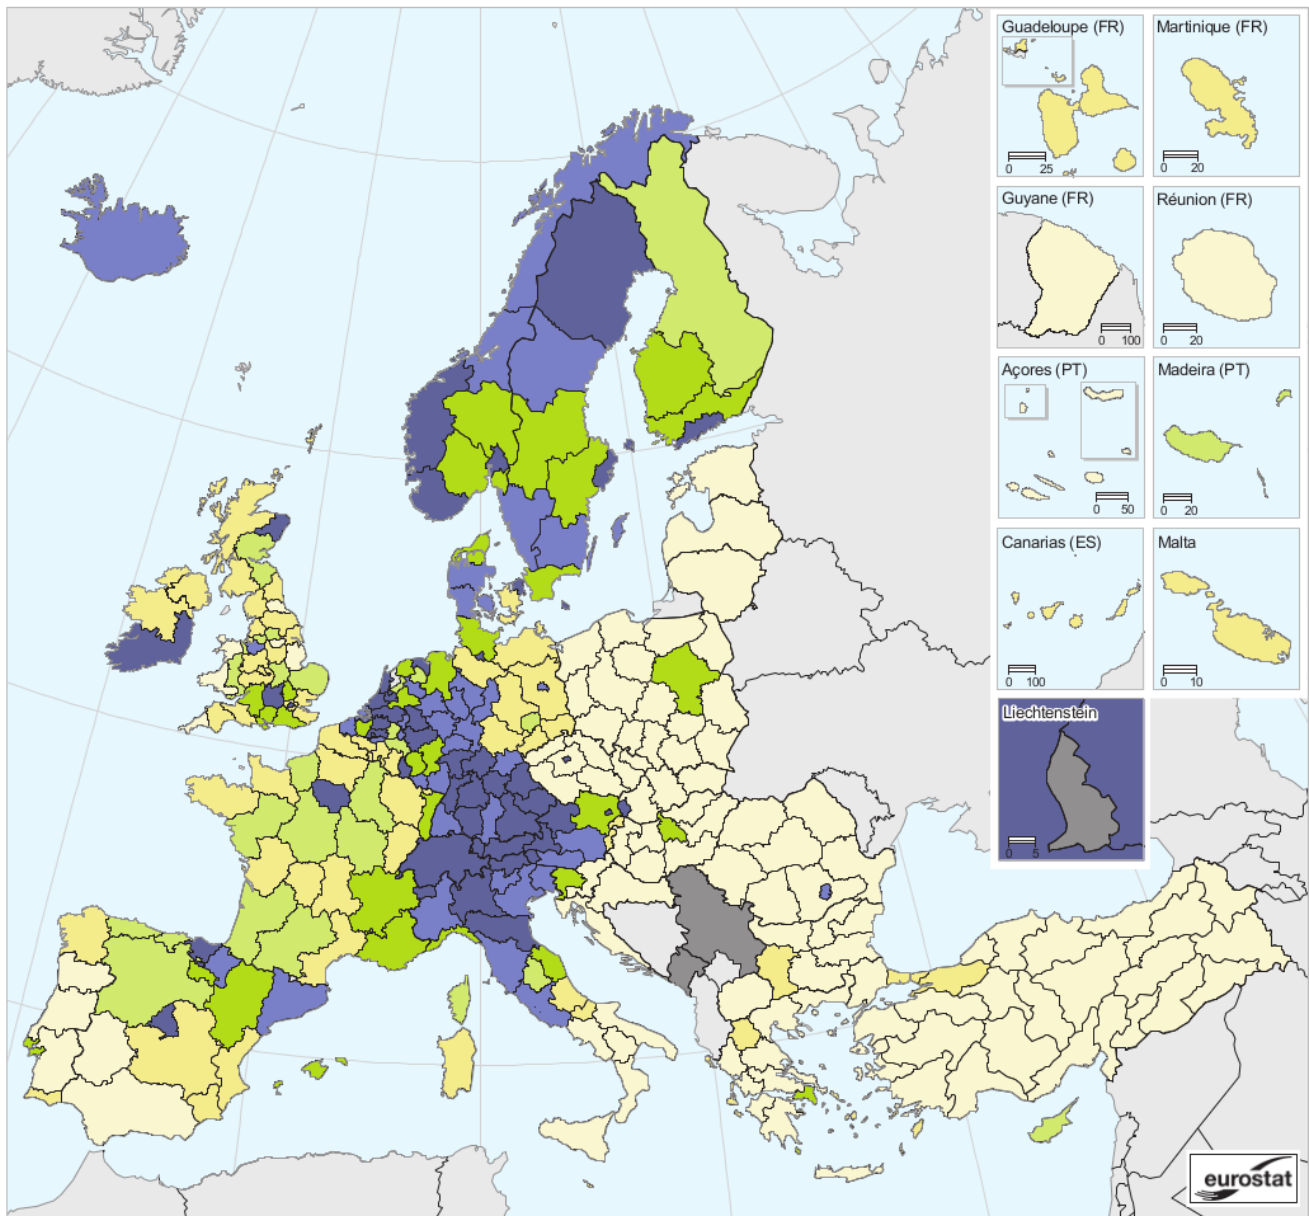 Guadeloupe (FR)
0 25
Martinique (FR)
0 20
Guyane (FR)
0 100
Réunion (FR)
0 20
Açores (PT)
0 50
Madeira (PT)
0 20
Canarias (ES)
0 100
Malta
0 10
Liechtenstein
0 5
eurostat